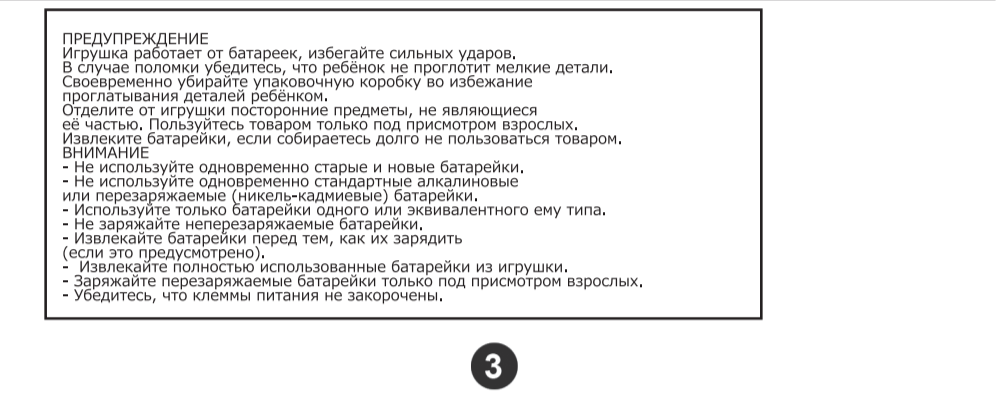 ПРЕДУПРЕЖДЕНИЕ
Игрушка работает от батареек, избегайте сильных ударов.
В случае поломки убедитесь, что ребёнок не проглотит мелкие детали.
Своевременно убирайте упаковочную коробку во избежание
проглатывания деталей ребёнком.
Отделите от игрушки посторонние предметы, не являющиеся
её частью. Пользуйтесь товаром только под присмотром взрослых.
Извлеките батарейки, если собираетесь долго не пользоваться товаром.
ВНИМАНИЕ
- Не используйте одновременно старые и новые батарейки.
- Не используйте одновременно стандартные алкалиновые
или перезаряжаемые (никель-кадмиевые) батарейки.
- Используйте только батарейки одного или эквивалентного ему типа.
- Не заряжайте неперезаряжаемые батарейки.
- Извлекайте батарейки перед тем, как их зарядить
(если это предусмотрено).
- Извлекайте полностью использованные батарейки из игрушки.
- Заряжайте перезаряжаемые батарейки только под присмотром взрослых.
- Убедитесь, что клеммы питания не закорочены.
3